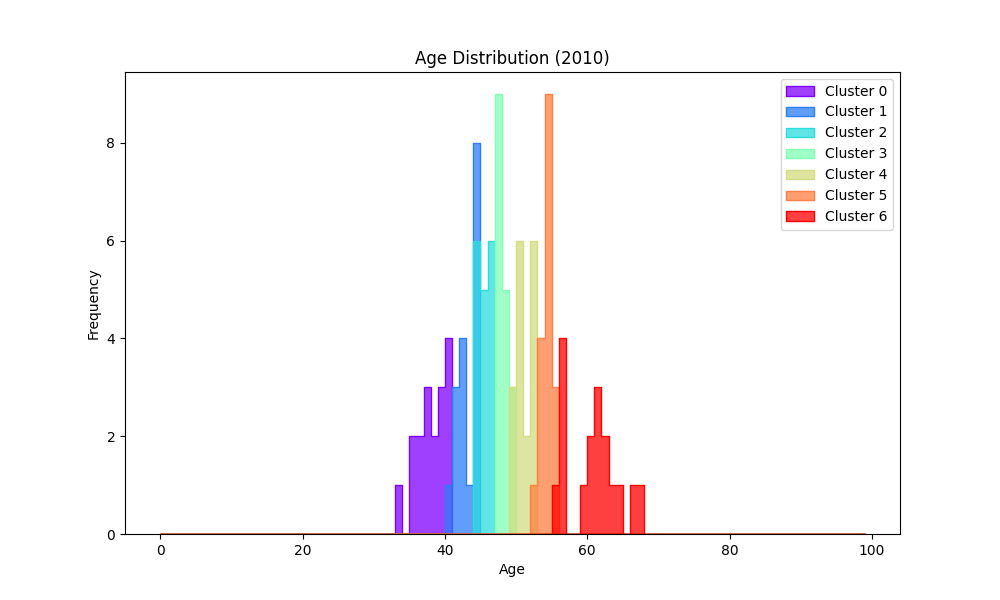 Age Distribution (2010)
Cluster 0
Cluster 1
Cluster 2
Cluster 3
Cluster 4
Cluster 5
Cluster 6
Frequency
8
6
4
2
0
0 20 40 60 80 100
Age